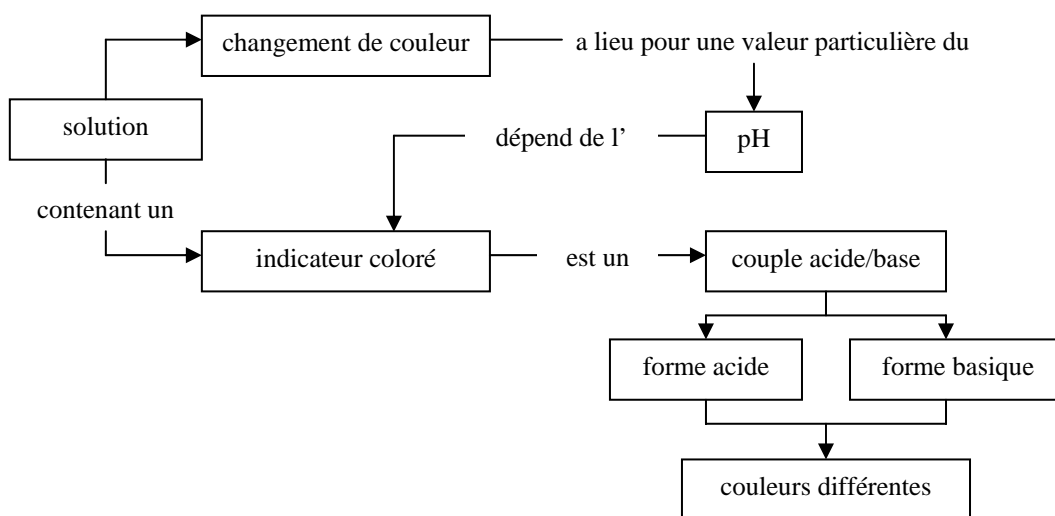 changement de couleur
a lieu pour une valeur particulière du
solution
dépend de l'
pH
contenant un
indicateur coloré
est un
couple acide/base
forme acide
forme basique
couleurs différentes